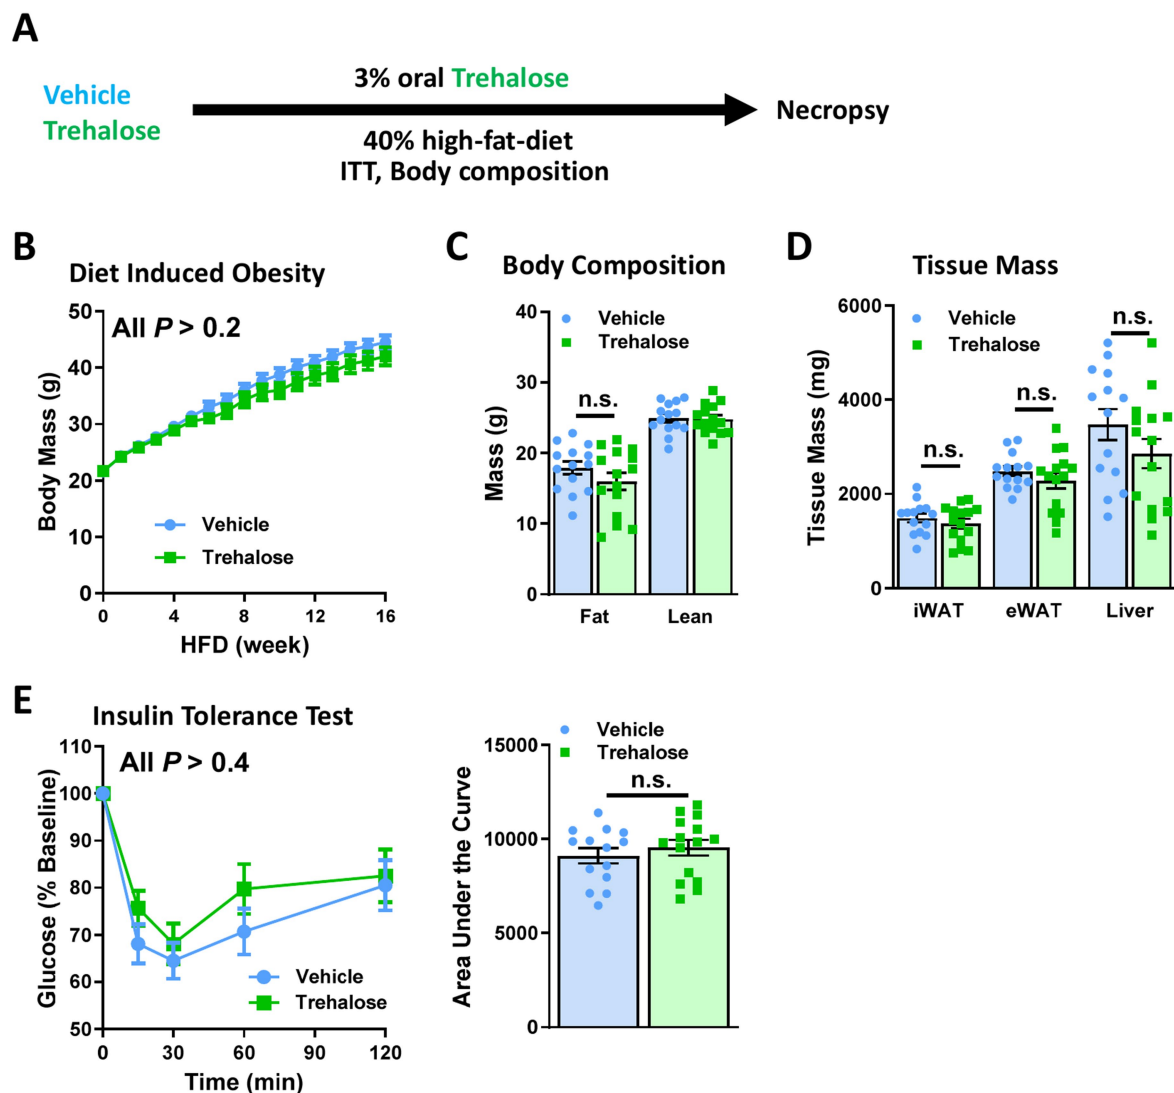 A
Vehicle
Trehalose
3% oral Trehalose
40% high-fat-diet
ITT, Body composition
Necropsy
B
Diet Induced Obesity
All P > 0.2
50
40
30
20
10
0
Body Mass (g)
Vehicle
Trehalose
0
4
8
12
16
HFD (week)
C
Body Composition
Vehicle
Trehalose
40
30
20
10
0
Mass (g)
n.s.
Fat
Lean
D
Tissue Mass
Vehicle
Trehalose
6000
4000
2000
0
Tissue Mass (mg)
n.s.
n.s.
n.s.
iWAT
eWAT
Liver
E
Insulin Tolerance Test
All P > 0.4
110
100
90
80
70
60
50
Glucose (% Baseline)
Vehicle
Trehalose
0
30
60
90
120
Time (min)
Vehicle
Trehalose
15000
10000
5000
0
Area Under the Curve
n.s.